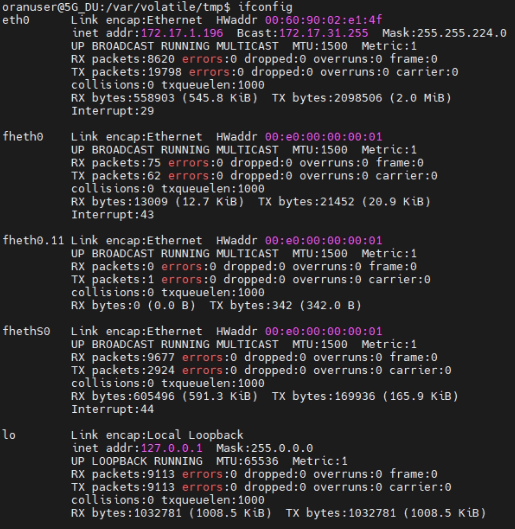 oranuser@5G_DU:/var/volatile/tmp$ ifconfig
eth0 Link encap:Ethernet HWaddr 00:60:90:02:e1:4f
inet addr:172.17.1.196 Bcast:172.17.31.255 Mask:255.255.224.0
UP BROADCAST RUNNING MULTICAST MTU:1500 Metric:1
RX packets:8620 errors:0 dropped:0 overruns:0 frame:0
TX packets:19798 errors:0 dropped:0 overruns:0 carrier:0
collisions:0 txqueuelen:1000
RX bytes:558903 (545.8 KiB) TX bytes:2098506 (2.0 MiB)
Interrupt:29
fheth0 Link encap:Ethernet HWaddr 00:e0:00:00:00:01
UP BROADCAST RUNNING MULTICAST MTU:1500 Metric:1
RX packets:75 errors:0 dropped:0 overruns:0 frame:0
TX packets:62 errors:0 dropped:0 overruns:0 carrier:0
collisions:0 txqueuelen:1000
RX bytes:13009 (12.7 KiB) TX bytes:21452 (20.9 KiB)
Interrupt:43
fheth0.11 Link encap:Ethernet HWaddr 00:e0:00:00:00:01
UP BROADCAST RUNNING MULTICAST MTU:1500 Metric:1
RX packets:0 errors:0 dropped:0 overruns:0 frame:0
TX packets:1 errors:0 dropped:0 overruns:0 carrier:0
collisions:0 txqueuelen:1000
RX bytes:0 (0.0 B) TX bytes:342 (342.0 B)
fhethS0 Link encap:Ethernet HWaddr 00:e0:00:00:00:01
UP BROADCAST RUNNING MULTICAST MTU:1500 Metric:1
RX packets:9677 errors:0 dropped:0 overruns:0 frame:0
TX packets:2924 errors:0 dropped:0 overruns:0 carrier:0
collisions:0 txqueuelen:1000
RX bytes:605496 (591.3 KiB) TX bytes:169936 (165.9 KiB)
Interrupt:44
lo Link encap:Local Loopback
inet addr:127.0.0.1 Mask:255.0.0.0
UP LOOPBACK RUNNING MTU:65536 Metric:1
RX packets:9113 errors:0 dropped:0 overruns:0 frame:0
TX packets:9113 errors:0 dropped:0 overruns:0 carrier:0
collisions:0 txqueuelen:1000
RX bytes:1032781 (1008.5 KiB) TX bytes:1032781 (1008.5 KiB)